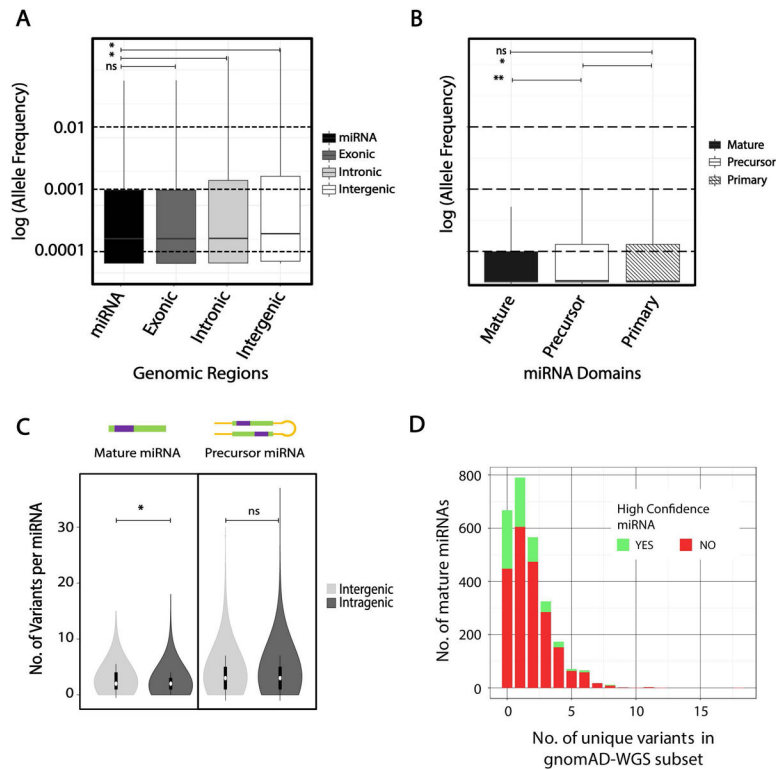 A
*
*
ns
log (Allele Frequency)
0.01
0.001
0.0001
miRNA
Exonic
Intronic
Intergenic
miRNA
Exonic
Intronic
Intergenic
Genomic Regions
B
ns
*
**
log (Allele Frequency)
Mature
Precursor
Primary
Mature
Precursor
Primary
miRNA Domains
C
Mature miRNA
Precursor miRNA
No. of Variants per miRNA
30
20
10
0
*
ns
Intergenic
Intragenic
D
No. of mature miRNAs
800
600
400
200
0
High Confidence
miRNA
YES
NO
0
5
10
15
No. of unique variants in
gnomAD-WGS subset